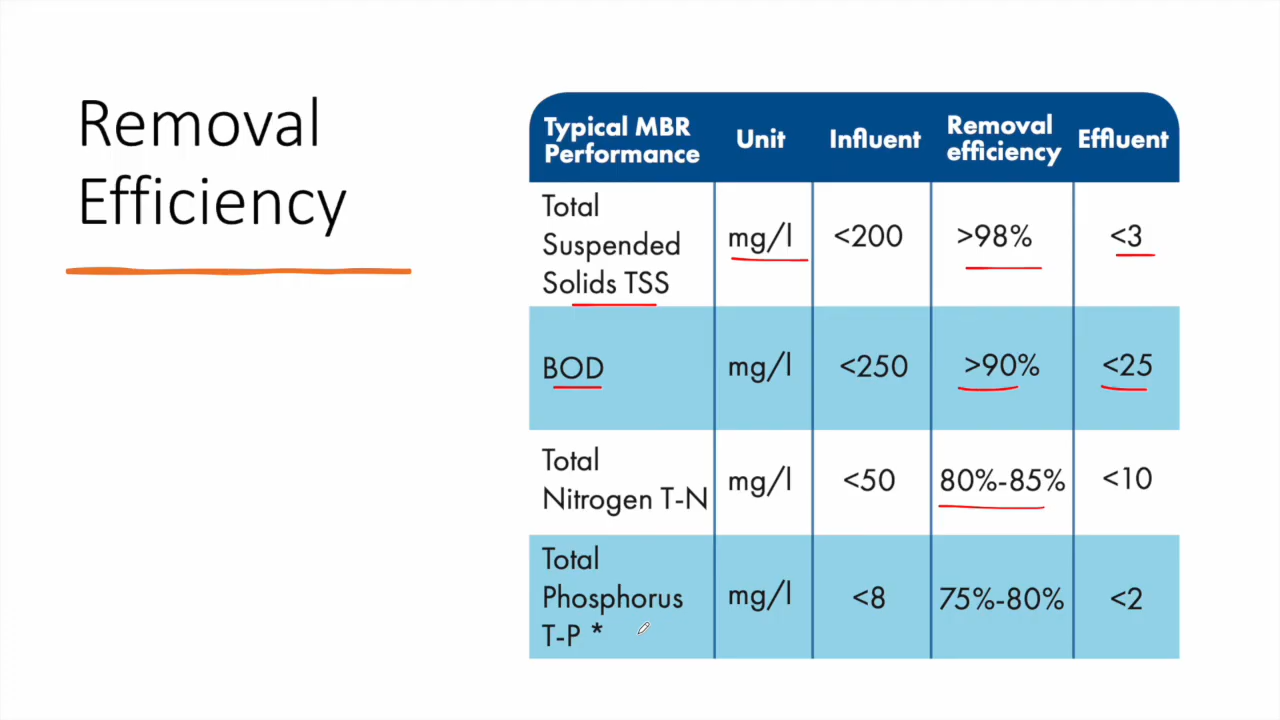 Removal
Efficiency
Typical MBR
Performance
Unit
Influent
Removal
efficiency
Effluent
Total
Suspended
Solids TSS
mg/l
<200
>98%
<3
BOD
mg/l
<250
>90%
<25
Total
Nitrogen T-N
mg/l
<50
80%-85%
<10
Total
Phosphorus
T-P *
mg/l
<8
75%-80%
<2